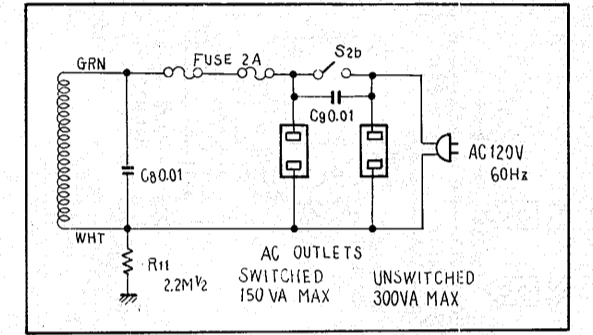 GRN
FUSE 2A
S2b
C9 0.01
C8 0.01
AC 120V
60Hz
WHT
R11
2.2M 1/2
AC OUTLETS
SWITCHED
150 VA MAX
UNSWITCHED
300VA MAX